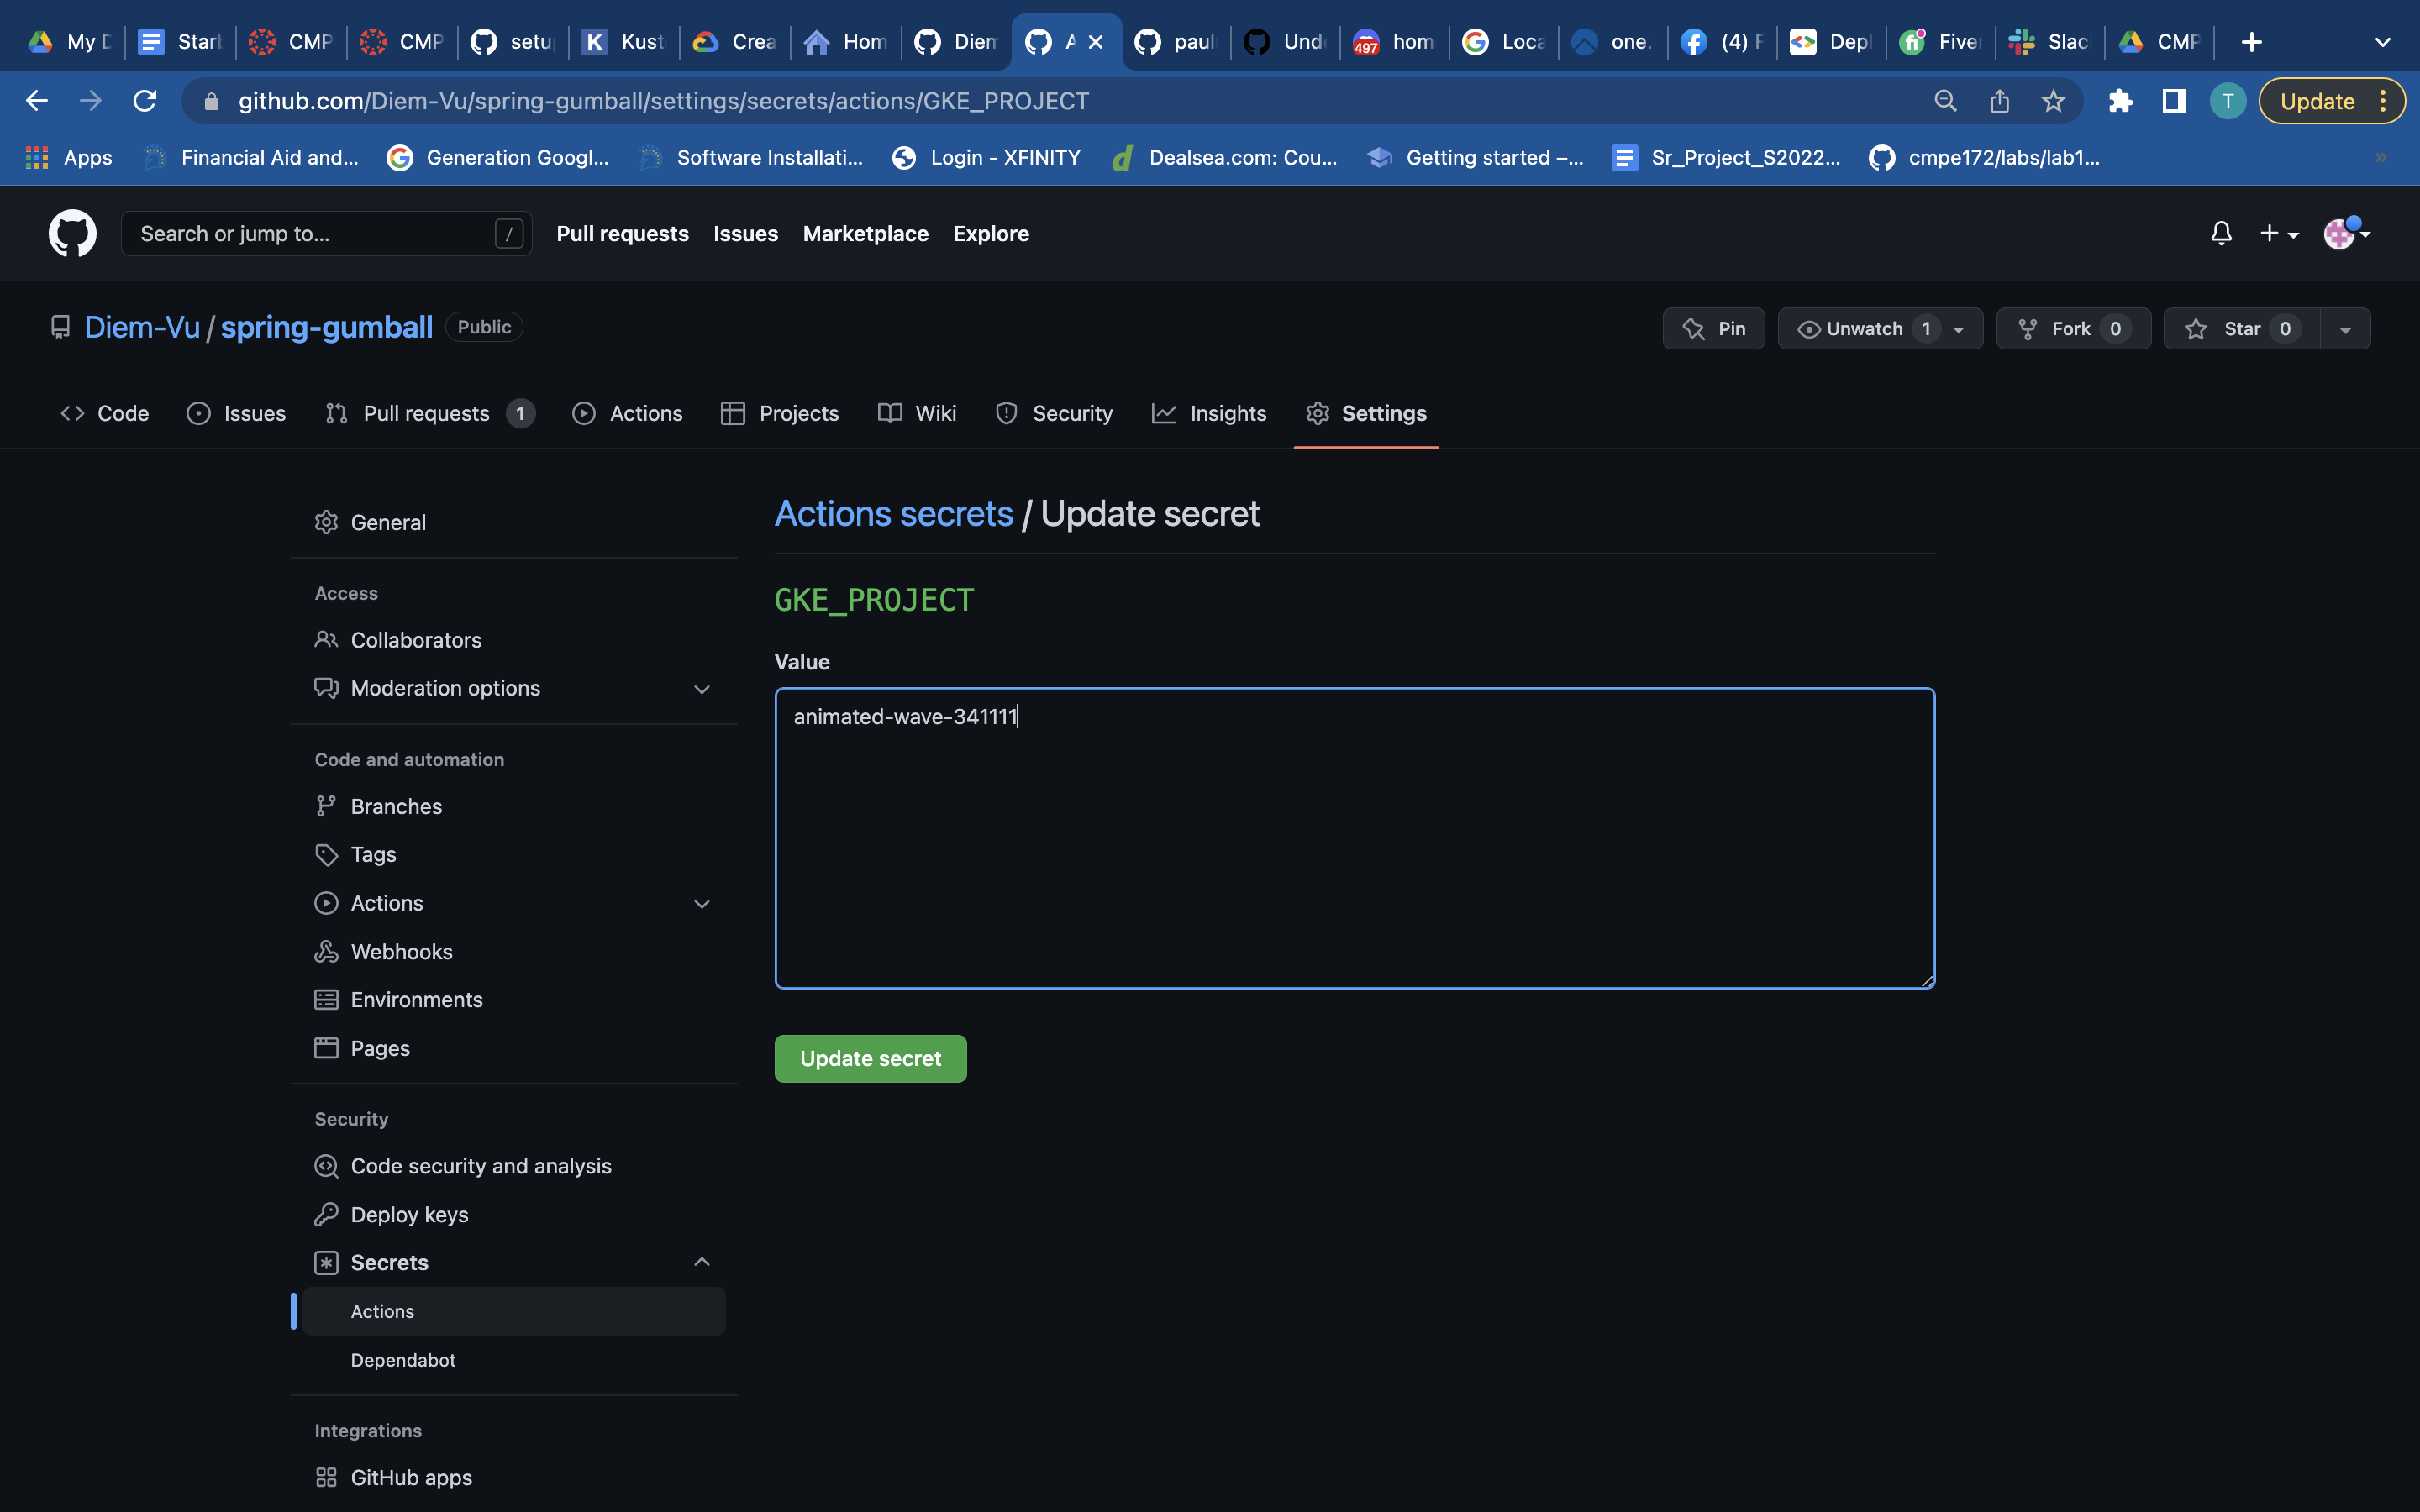 My D
Star
CMP
CMP
setu
Kust
Crea
Hom
Diem
A
paul
Und
497
hom
Loca
one.
(4) F
Depl
Five
Slac
CMP
github.com/Diem-Vu/spring-gumball/settings/secrets/actions/GKE_PROJECT
T
Update
Apps
Financial Aid and...
Generation Googl...
Software Installati...
Login - XFINITY
Dealsea.com: Cou...
Getting started –...
Sr_Project_S2022...
cmpe172/labs/lab1...
»
Search or jump to...
/
Pull requests
Issues
Marketplace
Explore
Diem-Vu / spring-gumball
Public
Pin
Unwatch 1
Fork 0
Star 0
Code
Issues
Pull requests 1
Actions
Projects
Wiki
Security
Insights
Settings
General
Access
Collaborators
Moderation options
Code and automation
Branches
Tags
Actions
Webhooks
Environments
Pages
Security
Code security and analysis
Deploy keys
Secrets
Actions
Dependabot
Integrations
GitHub apps
Actions secrets / Update secret
GKE_PROJECT
Value
animated-wave-341111
Update secret